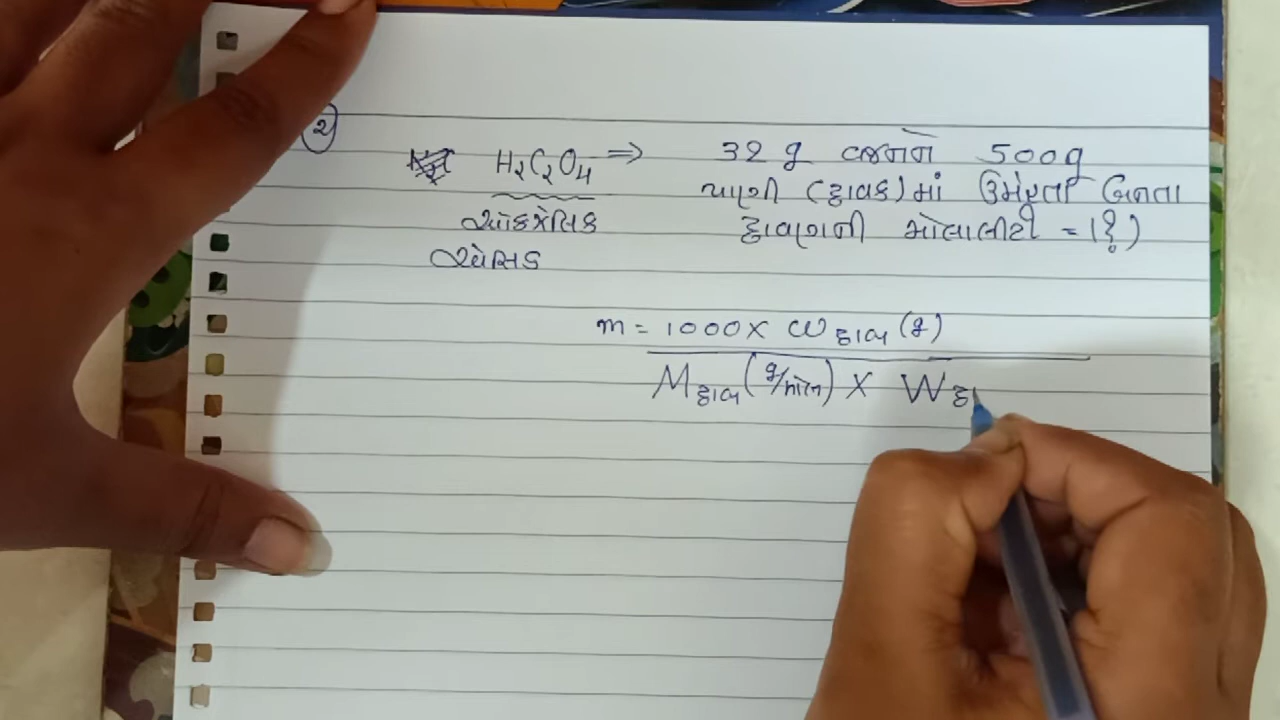 ૨
H₂C₂O₄ ⇒ 32 g વજનને 500g
ઓક્ઝેલિક પાણી (દ્રાવક)માં ઉમેરતા બનતા
એસિડ દ્રાવણની મોલાલીટી = (?)
m = 1000 x W દ્રાવ્ય (g)
M દ્રાવ્ય (g/મોલ) x W દ્ર